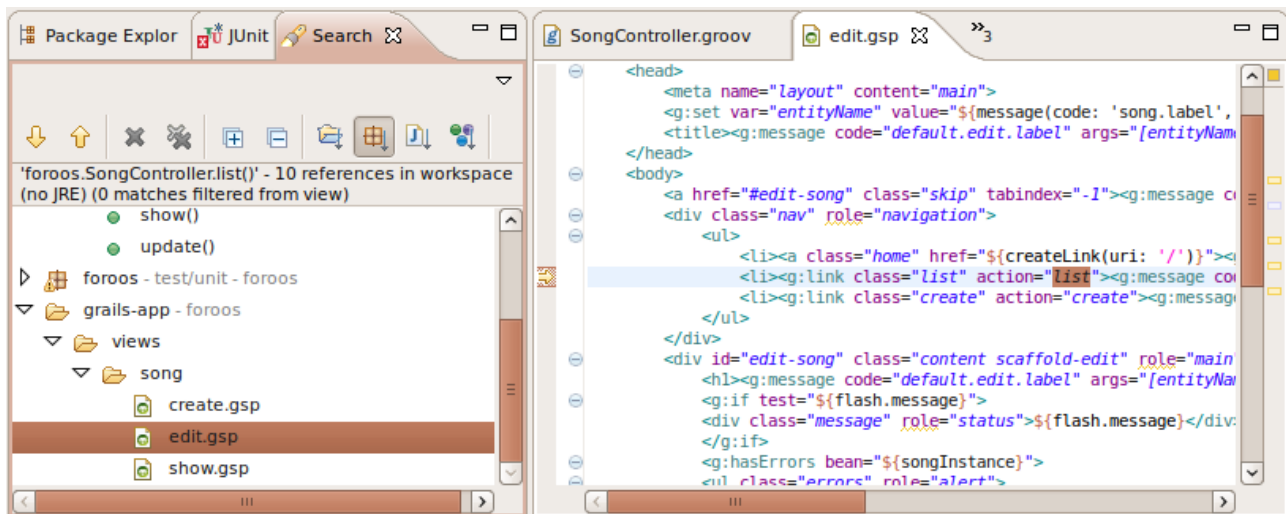 Package Explor JUnit Search
'foroos.SongController.list()' - 10 references in workspace
(no JRE) (0 matches filtered from view)
show()
update()
foroos - test/unit - foroos
grails-app - foroos
views
song
create.gsp
edit.gsp
show.gsp
SongController.groov edit.gsp »3
<head>
<meta name="layout" content="main">
<g:set var="entityName" value="${message(code: 'song.label',
<title><g:message code="default.edit.label" args="[entityNam
</head>
<body>
<a href="#edit-song" class="skip" tabindex="-1"><g:message c
<div class="nav" role="navigation">
<ul>
<li><a class="home" href="${createLink(uri: '/')}"><
<li><g:link class="list" action="list"><g:message co
<li><g:link class="create" action="create"><g:messag
</ul>
</div>
<div id="edit-song" class="content scaffold-edit" role="main"
<h1><g:message code="default.edit.label" args="[entityNa
<g:if test="${flash.message}">
<div class="message" role="status">${flash.message}</div
</g:if>
<g:hasErrors bean="${songInstance}">
<ul class="errors" role="alert">